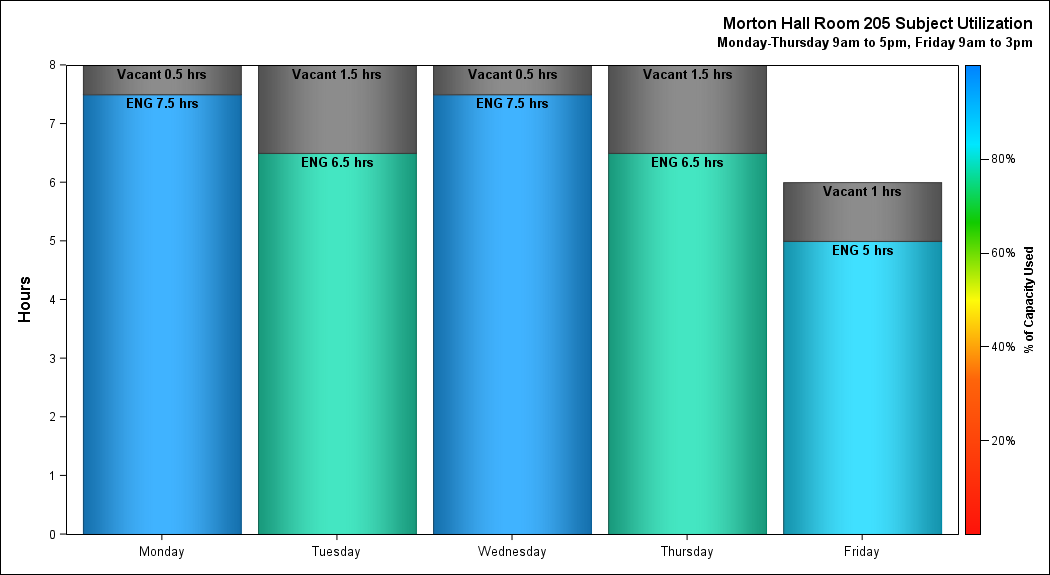 Morton Hall Room 205 Subject Utilization
Monday-Thursday 9am to 5pm, Friday 9am to 3pm
Hours
8
7
6
5
4
3
2
1
0
Vacant 0.5 hrs
ENG 7.5 hrs
Vacant 1.5 hrs
ENG 6.5 hrs
Vacant 0.5 hrs
ENG 7.5 hrs
Vacant 1.5 hrs
ENG 6.5 hrs
Vacant 1 hrs
ENG 5 hrs
Monday
Tuesday
Wednesday
Thursday
Friday
80%
60%
40%
20%
% of Capacity Used